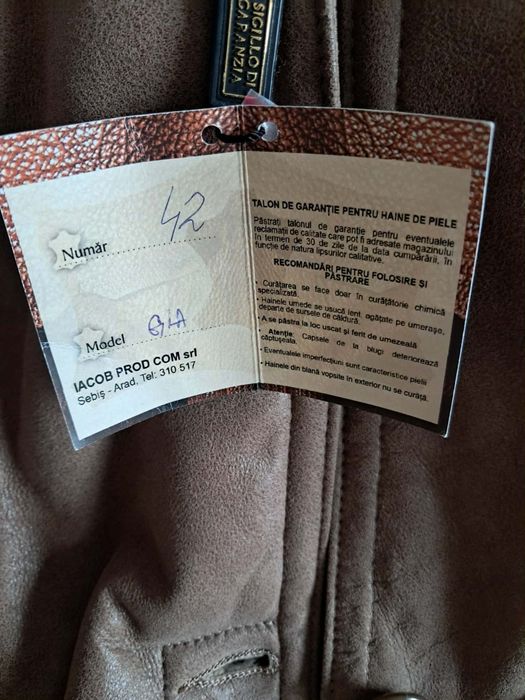 SIGILLO DI
GARANZIA
Număr 42
Model
IACOB PROD COM srl
Sebiș - Arad, Tel: 310 517
TALON DE GARANȚIE PENTRU HAINE DE PIELE
Păstrați talonul de garanție pentru eventualele
reclamații de calitate care pot fi adresate magazinului
în termen de 30 de zile de la data cumpărării, în
funcție de natura lipsurilor calitative.
RECOMANDĂRI PENTRU FOLOSIRE ȘI
PĂSTRARE
• Curățarea se face doar în curățătorie chimică
specializată.
• Hainele umede se usucă lent, agățate pe umerașe,
departe de sursele de căldură.
• A se păstra la loc uscat și ferit de umezeală
• Atenție: Capsele de la blugi deteriorează
căptușeala.
• Eventualele imperfecțiuni sunt caracteristice pielii
• Hainele din blană vopsite în exterior nu se curăță.